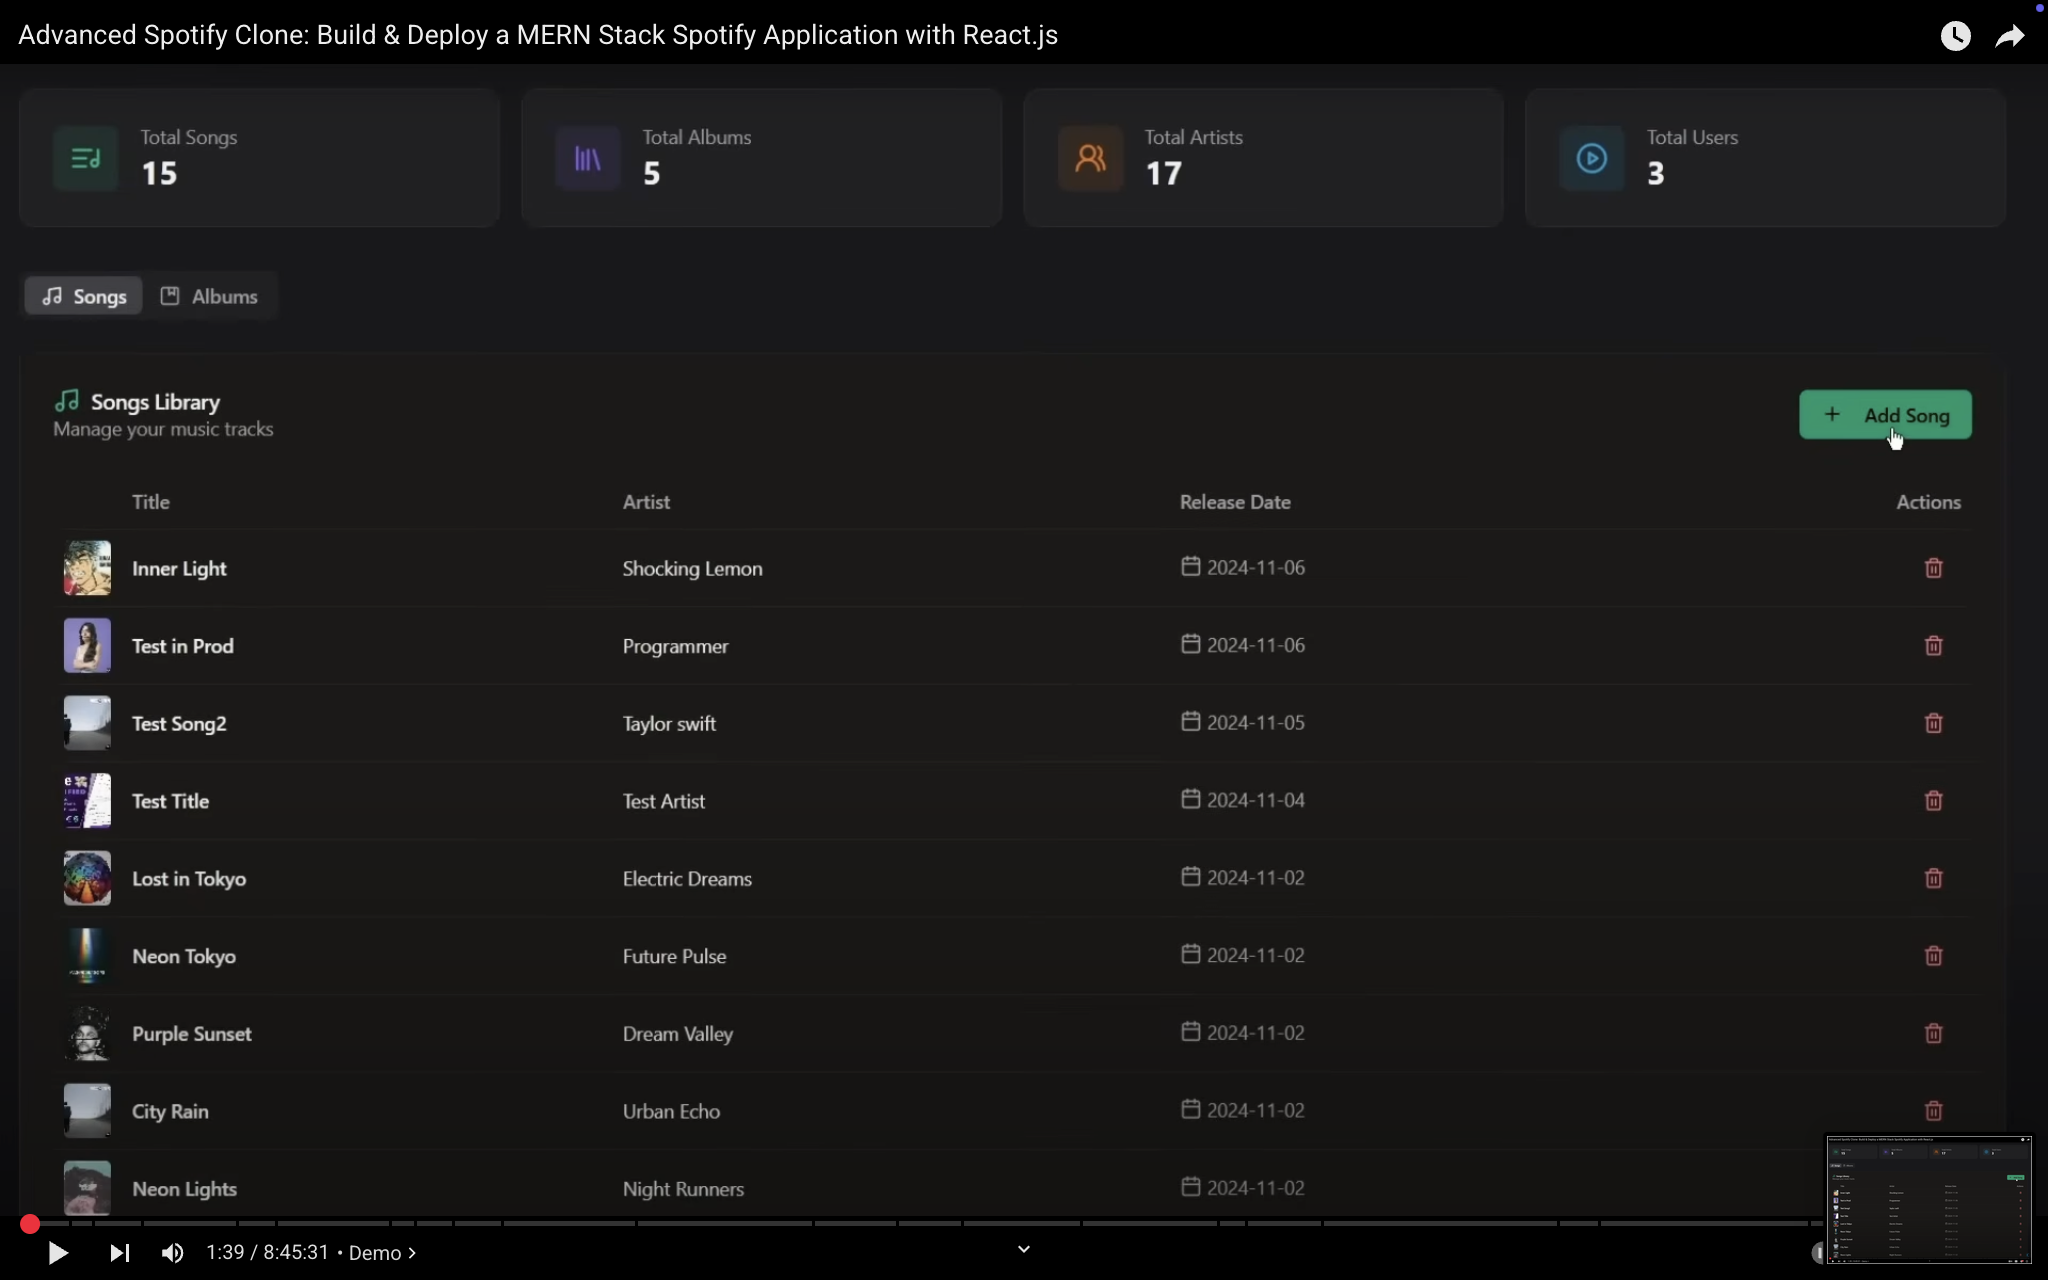 Advanced Spotify Clone: Build & Deploy a MERN Stack Spotify Application with React.js
Total Songs
15
Total Albums
5
Total Artists
17
Total Users
3
Songs
Albums
Songs Library
Manage your music tracks
+ Add Song
Title Artist Release Date Actions
Inner Light Shocking Lemon 2024-11-06
Test in Prod Programmer 2024-11-06
Test Song2 Taylor swift 2024-11-05
Test Title Test Artist 2024-11-04
Lost in Tokyo Electric Dreams 2024-11-02
Neon Tokyo Future Pulse 2024-11-02
Purple Sunset Dream Valley 2024-11-02
City Rain Urban Echo 2024-11-02
Neon Lights Night Runners 2024-11-02
1:39 / 8:45:31 • Demo >